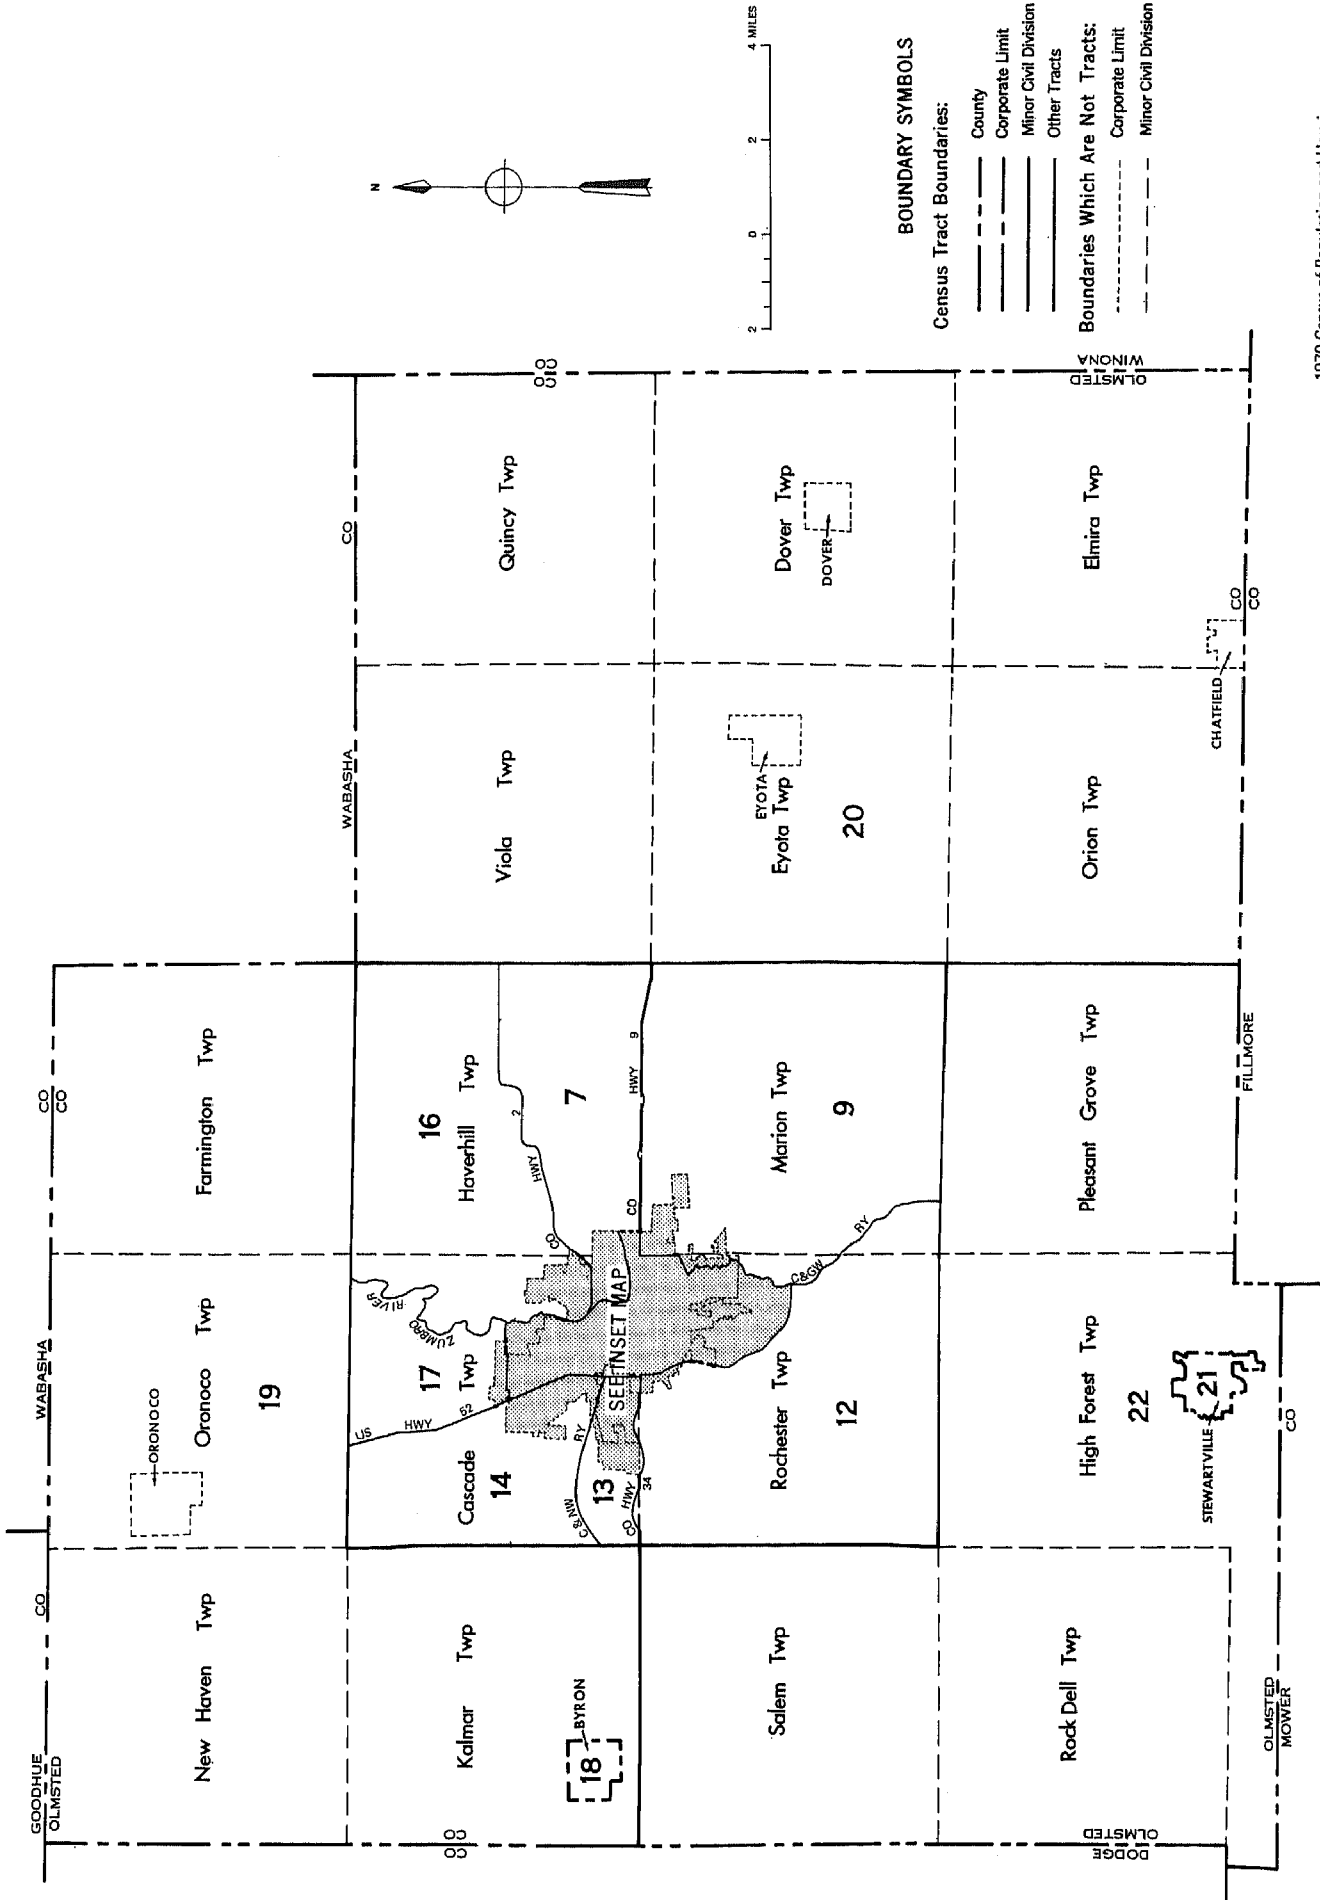 N
2 0 2 4 MILES
BOUNDARY SYMBOLS
Census Tract Boundaries:
County
Corporate Limit
Minor Civil Division
Other Tracts
Boundaries Which Are Not Tracts:
Corporate Limit
Minor Civil Division
GOODHUE CO
OLMSTED
WABASHA CO
CO
New Haven Twp
ORONOCO
Oronoco Twp
19
Farmington Twp
WABASHA CO
Kalmar Twp
18
BYRON
Cascade Twp
14
17
US HWY 52
ZUMBRO RIVER
C&NW RY
13
CO HWY 34
SEE INSET MAP
16
Haverhill Twp
CO HWY 2
7
CO HWY 9
Viola Twp
Quincy Twp
CO
CO
Salem Twp
Rochester Twp
12
C&GW RY
Marion Twp
9
EYOTA
Eyota Twp
20
Dover Twp
DOVER
CO
CO
DODGE
OLMSTED
Rock Dell Twp
High Forest Twp
22
STEWARTVILLE
21
Pleasant Grove Twp
Orion Twp
CHATFIELD
Elmira Twp
OLMSTED
WINONA
OLMSTED CO
MOWER
FILLMORE CO
CO